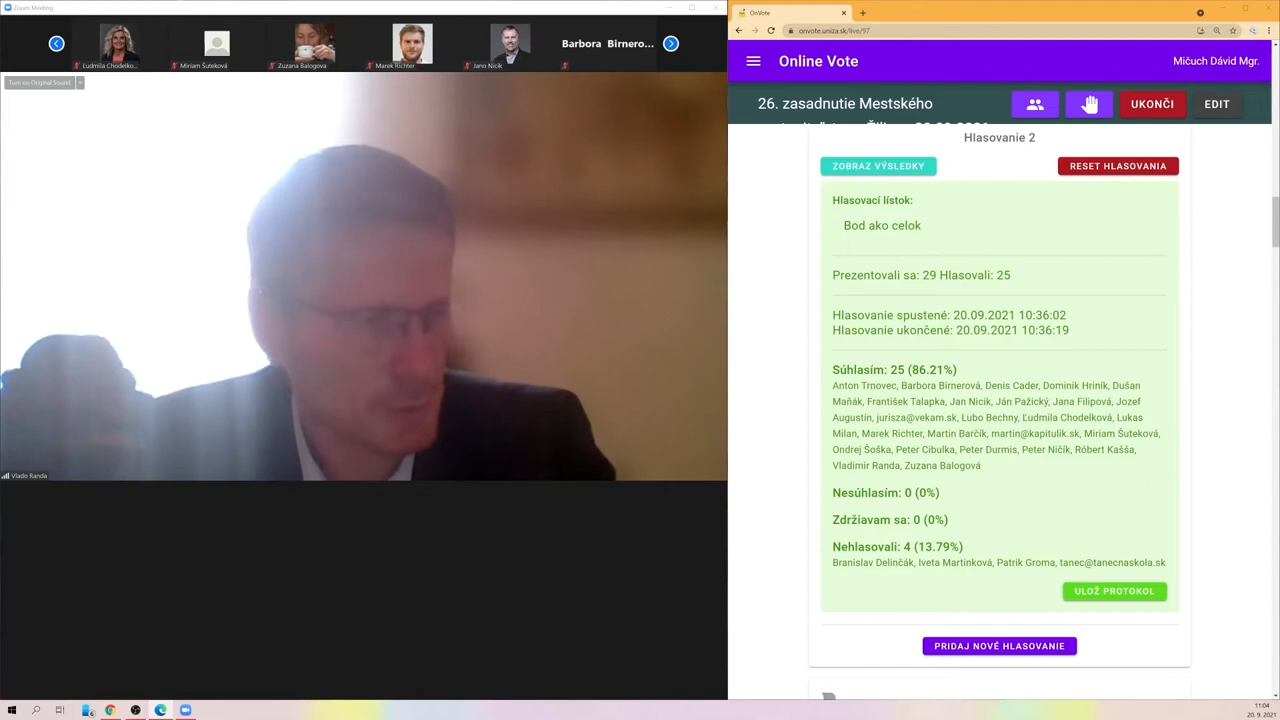 Zoom Meeting
Ľudmila Chodelko...
Miriam Šuteková
Zuzana Balogova
Marek Richter
Jano Nicik
Barbora Birnero...
Turn on Original Sound
Vlado Randa
OnVote
onvote.uniza.sk/live/97
Online Vote
Mičuch Dávid Mgr.
26. zasadnutie Mestského
UKONČI
EDIT
Hlasovanie 2
ZOBRAZ VÝSLEDKY
RESET HLASOVANIA
Hlasovací lístok:
Bod ako celok
Prezentovali sa: 29 Hlasovali: 25
Hlasovanie spustené: 20.09.2021 10:36:02
Hlasovanie ukončené: 20.09.2021 10:36:19
Súhlasím: 25 (86.21%)
Anton Trnovec, Barbora Birnerová, Denis Cader, Dominik Hriník, Dušan
Maňák, František Talapka, Jan Nicik, Ján Pažický, Jana Filipová, Jozef
Augustín, jurisza@vekam.sk, Lubo Bechny, Ľudmila Chodelková, Lukas
Milan, Marek Richter, Martin Barčík, martin@kapitulik.sk, Miriam Šuteková,
Ondrej Šoška, Peter Cibulka, Peter Durmis, Peter Ničík, Róbert Kašša,
Vladimir Randa, Zuzana Balogová
Nesúhlasím: 0 (0%)
Zdržiavam sa: 0 (0%)
Nehlasovali: 4 (13.79%)
Branislav Delinčák, Iveta Martinková, Patrik Groma, tanec@tanecnaskola.sk
ULOŽ PROTOKOL
PRIDAJ NOVÉ HLASOVANIE
11:04
20. 9. 2021